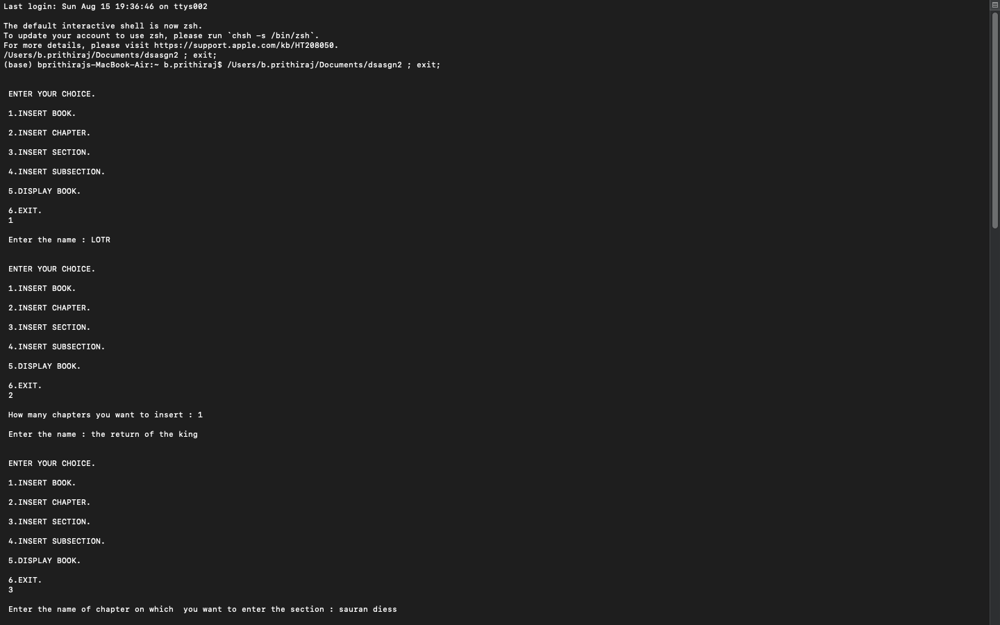 Last login: Sun Aug 15 19:36:46 on ttys002
The default interactive shell is now zsh.
To update your account to use zsh, please run `chsh -s /bin/zsh`.
For more details, please visit https://support.apple.com/kb/HT208050.
/Users/b.prithiraj/Documents/dsasgn2 ; exit;
(base) bprithirajs-MacBook-Air:~ b.prithiraj$ /Users/b.prithiraj/Documents/dsasgn2 ; exit;
ENTER YOUR CHOICE.
1.INSERT BOOK.
2.INSERT CHAPTER.
3.INSERT SECTION.
4.INSERT SUBSECTION.
5.DISPLAY BOOK.
6.EXIT.
1
Enter the name : LOTR
ENTER YOUR CHOICE.
1.INSERT BOOK.
2.INSERT CHAPTER.
3.INSERT SECTION.
4.INSERT SUBSECTION.
5.DISPLAY BOOK.
6.EXIT.
2
How many chapters you want to insert : 1
Enter the name : the return of the king
ENTER YOUR CHOICE.
1.INSERT BOOK.
2.INSERT CHAPTER.
3.INSERT SECTION.
4.INSERT SUBSECTION.
5.DISPLAY BOOK.
6.EXIT.
3
Enter the name of chapter on which  you want to enter the section : sauran diess